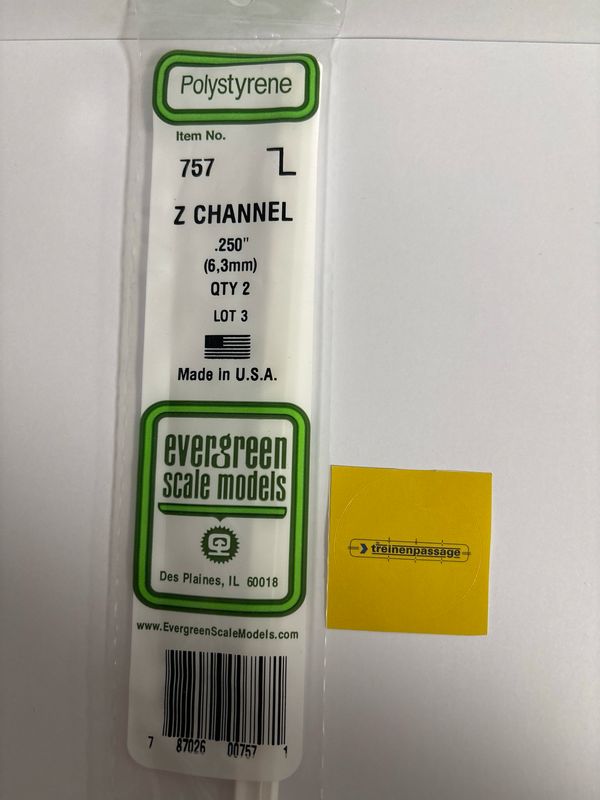 Polystyrene
Item No.
757
Z CHANNEL
.250"
(6,3mm)
QTY 2
LOT 3
Made in U.S.A.
evergreen
scale models
Des Plaines, IL 60018
www.EvergreenScaleModels.com
7 87026 00757 1
treinenpassage